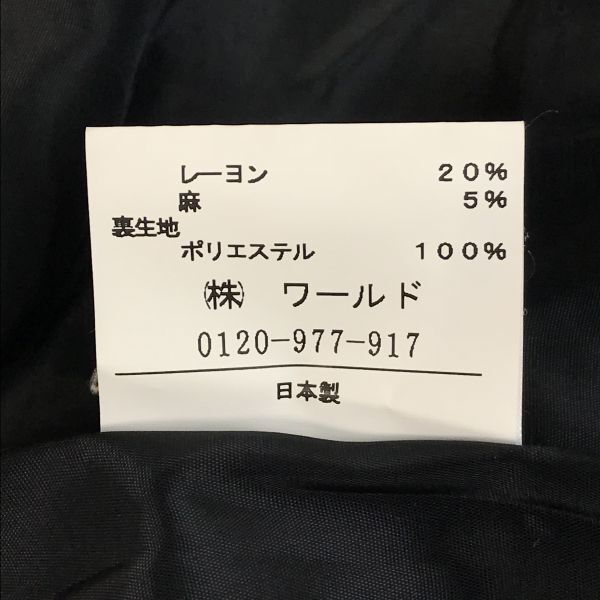 レーヨン ２０％
麻 ５％
裏生地
ポリエステル １００％
㈱ ワールド
0120-977-917
日本製